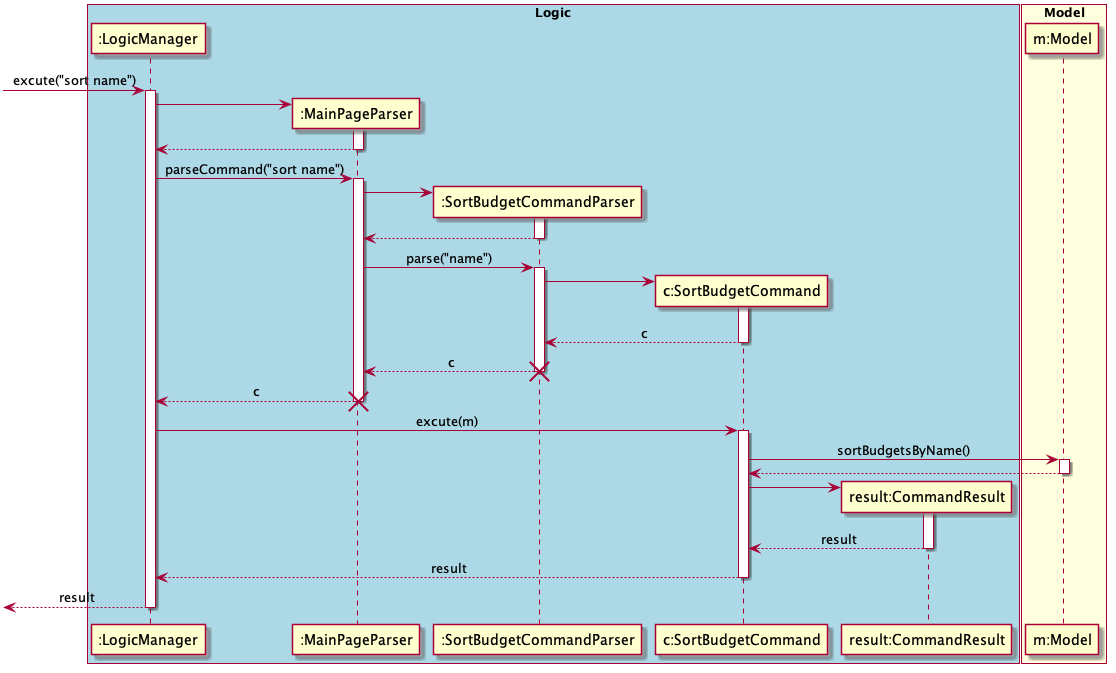 Logic
Model
:LogicManager
m:Model
excute("sort name")
:MainPageParser
parseCommand("sort name")
:SortBudgetCommandParser
parse("name")
c:SortBudgetCommand
c
c
c
excute(m)
sortBudgetsByName()
result:CommandResult
result
result
result
:LogicManager
:MainPageParser
:SortBudgetCommandParser
c:SortBudgetCommand
result:CommandResult
m:Model